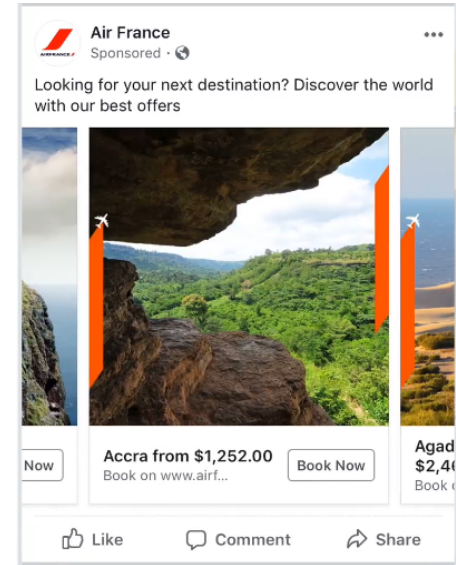 Air France
Sponsored ·
AIRFRANCE
Looking for your next destination? Discover the world
with our best offers
Now
Accra from $1,252.00
Book on www.airf...
Book Now
Agad
$2,4
Book
Like
Comment
Share